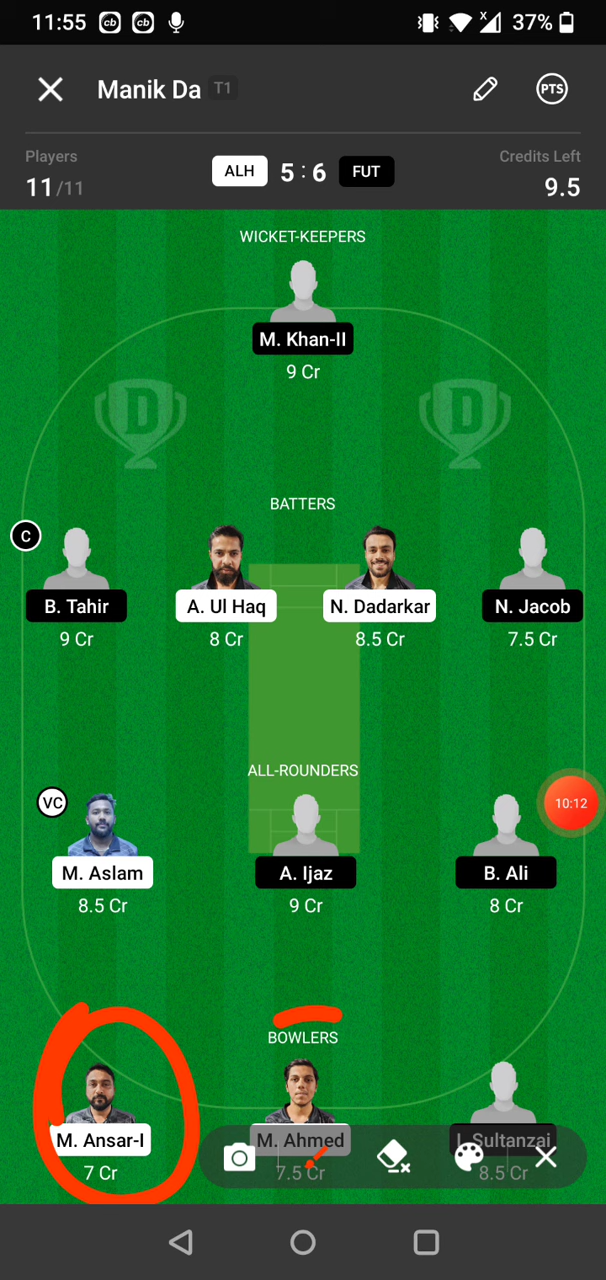 11:55 cb cb x 37%
Manik Da T1 PTS
Players Credits Left
11/11 ALH 5 : 6 FUT 9.5
WICKET-KEEPERS
M. Khan-II
9 Cr
D D
BATTERS
C
B. Tahir A. Ul Haq N. Dadarkar N. Jacob
9 Cr 8 Cr 8.5 Cr 7.5 Cr
ALL-ROUNDERS
VC 10:12
M. Aslam A. Ijaz B. Ali
8.5 Cr 9 Cr 8 Cr
BOWLERS
M. Ansar-I M. Ahmed I. Sultanzai
7 Cr 7.5 Cr 8.5 Cr